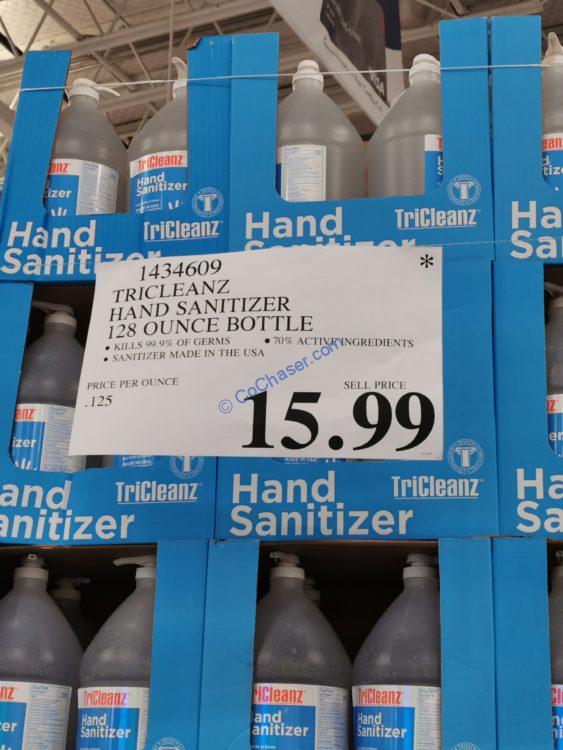 TriCleanz
Hand
Sanitizer
Hand
Sanitizer
TriCleanz
Hand
Sanitizer
TriCleanz
Hand
1434609
*
TRICLEANZ
HAND SANITIZER
128 OUNCE BOTTLE
• KILLS 99.9% OF GERMS
• 70% ACTIVE INGREDIENTS
• SANITIZER MADE IN THE USA
PRICE PER OUNCE
.125
SELL PRICE
15.99
© CoChaser.com
TriCleanz
Hand
Sanitizer
TriCleanz
TriCleanz
Hand
Sanitizer
TriCleanz
Hand
Sanitizer